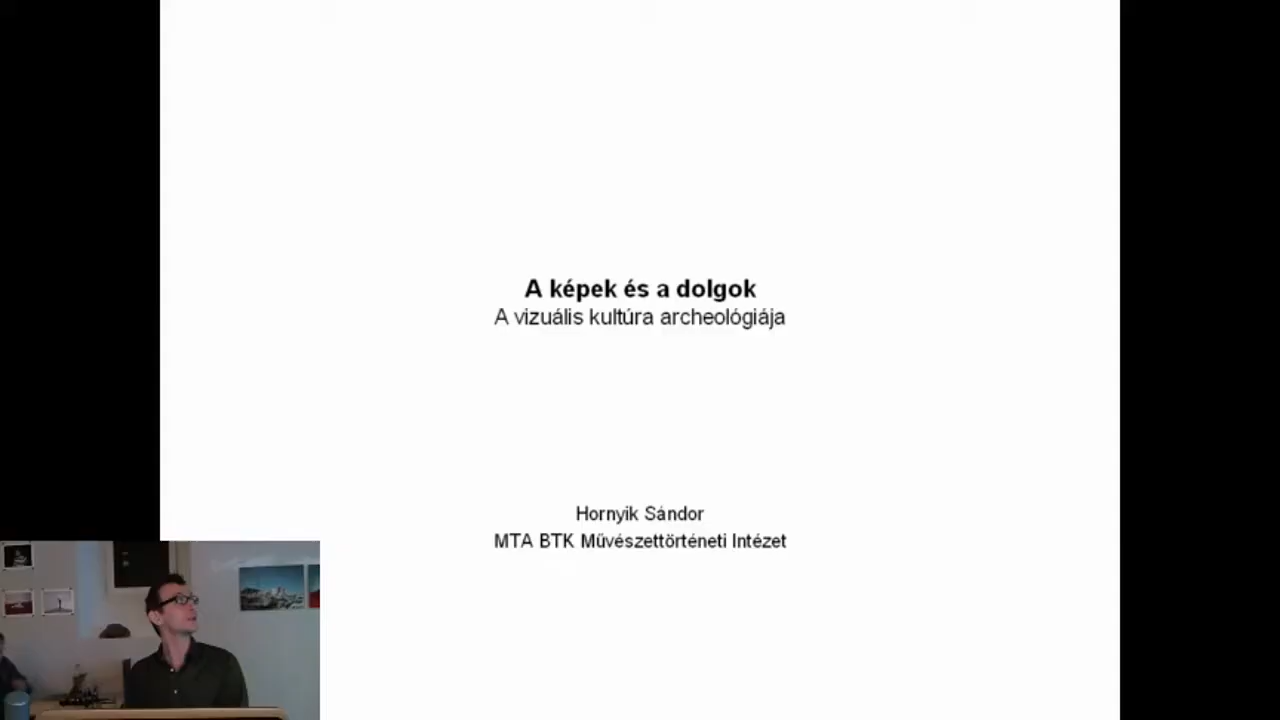 A képek és a dolgok
A vizuális kultúra archeológiája
Hornyik Sándor
MTA BTK Művészettörténeti Intézet